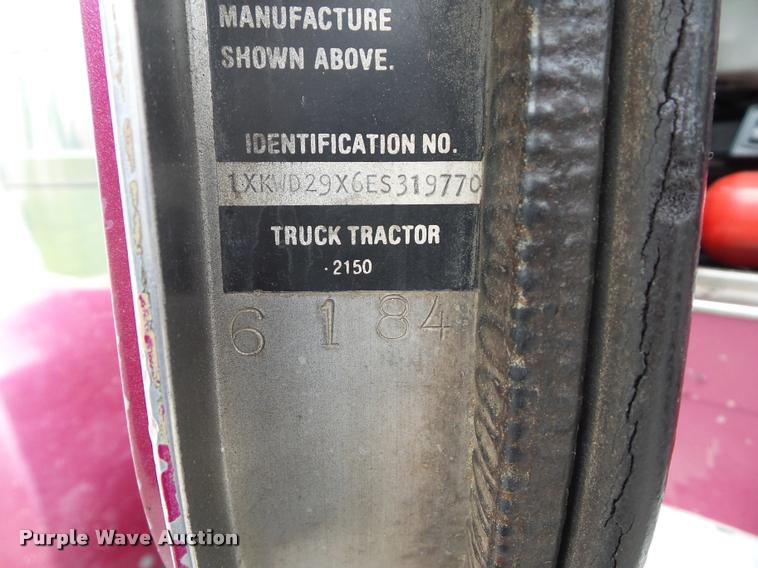 MANUFACTURE
SHOWN ABOVE.
IDENTIFICATION NO.
1XKWD29X6ES319770
TRUCK TRACTOR
·2150
6 1 84
Purple Wave Auction